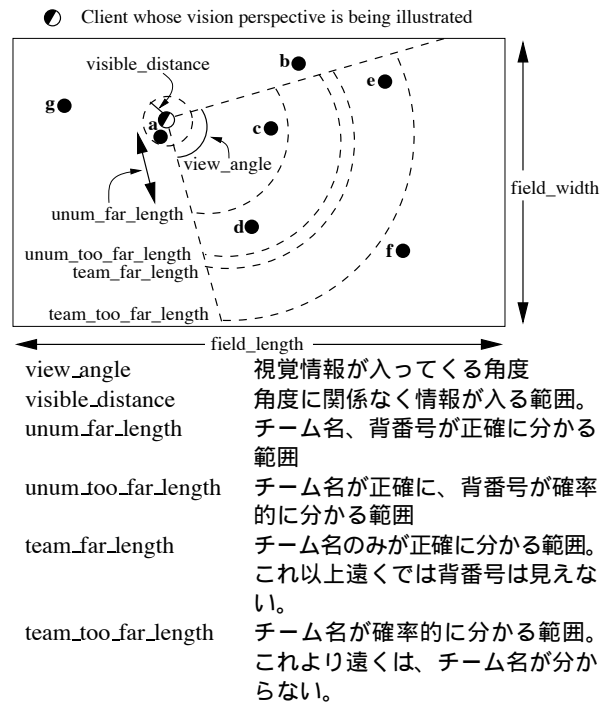 Client whose vision perspective is being illustrated
visible_distance
b
e
g
a
c
view_angle
field_width
unum_far_length
d
unum_too_far_length
f
team_far_length
team_too_far_length
field_length
view_angle 視覚情報が入ってくる角度
visible_distance 角度に関係なく情報が入る範囲。
unum_far_length チーム名、背番号が正確に分かる
範囲
unum_too_far_length チーム名が正確に、背番号が確率
的に分かる範囲
team_far_length チーム名のみが正確に分かる範囲。
これ以上遠くでは背番号は見えな
い。
team_too_far_length チーム名が確率的に分かる範囲。
これより遠くは、チーム名が分か
らない。